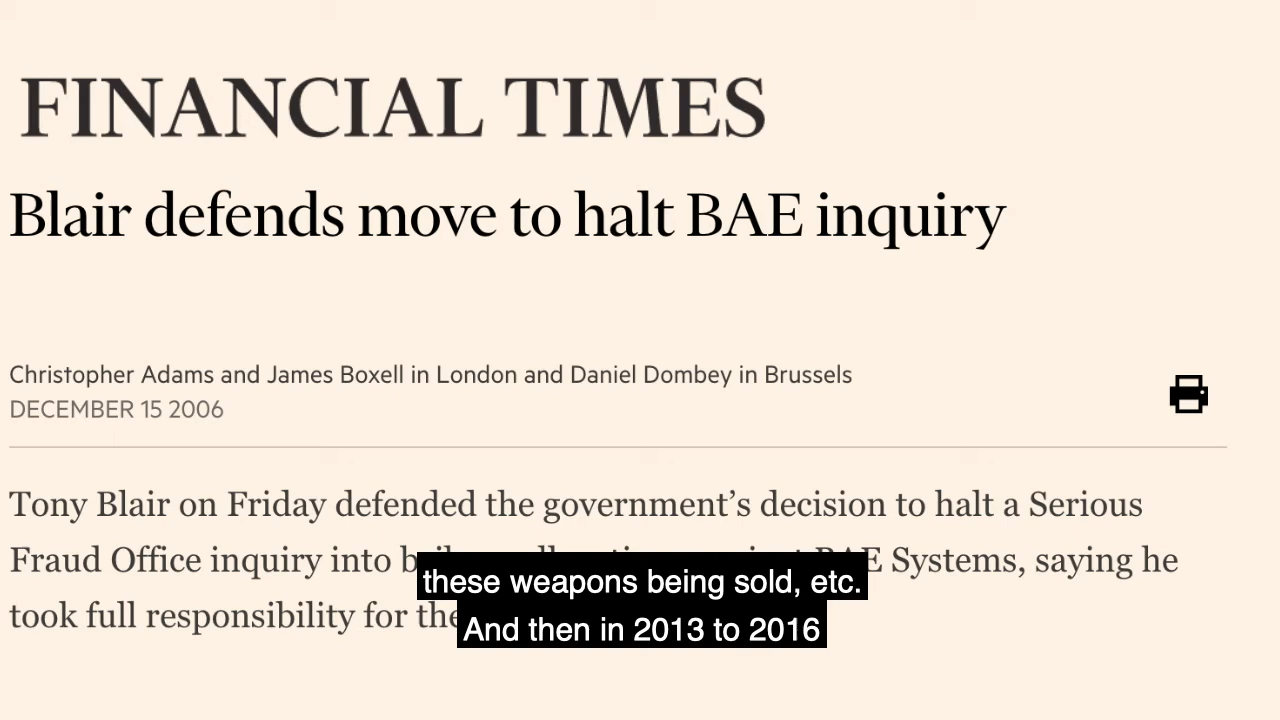 FINANCIAL TIMES
Blair defends move to halt BAE inquiry
Christopher Adams and James Boxell in London and Daniel Dombey in Brussels
DECEMBER 15 2006
Tony Blair on Friday defended the government’s decision to halt a Serious
Fraud Office inquiry into E Systems, saying he
took full responsibility for the
these weapons being sold, etc.
And then in 2013 to 2016